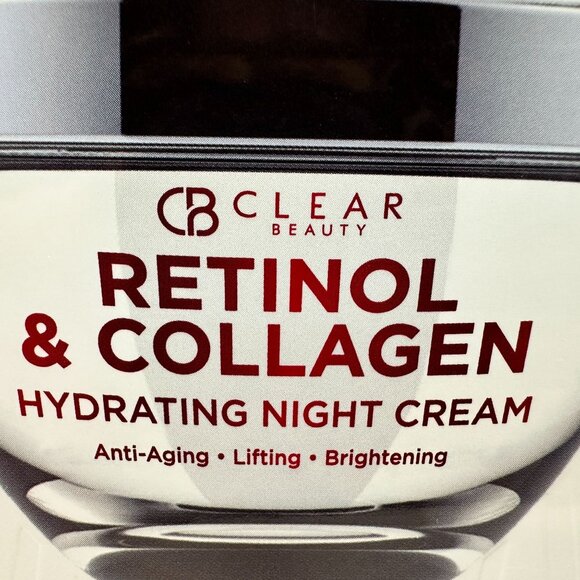 CB CLEAR
BEAUTY
RETINOL
& COLLAGEN
HYDRATING NIGHT CREAM
Anti-Aging • Lifting • Brightening